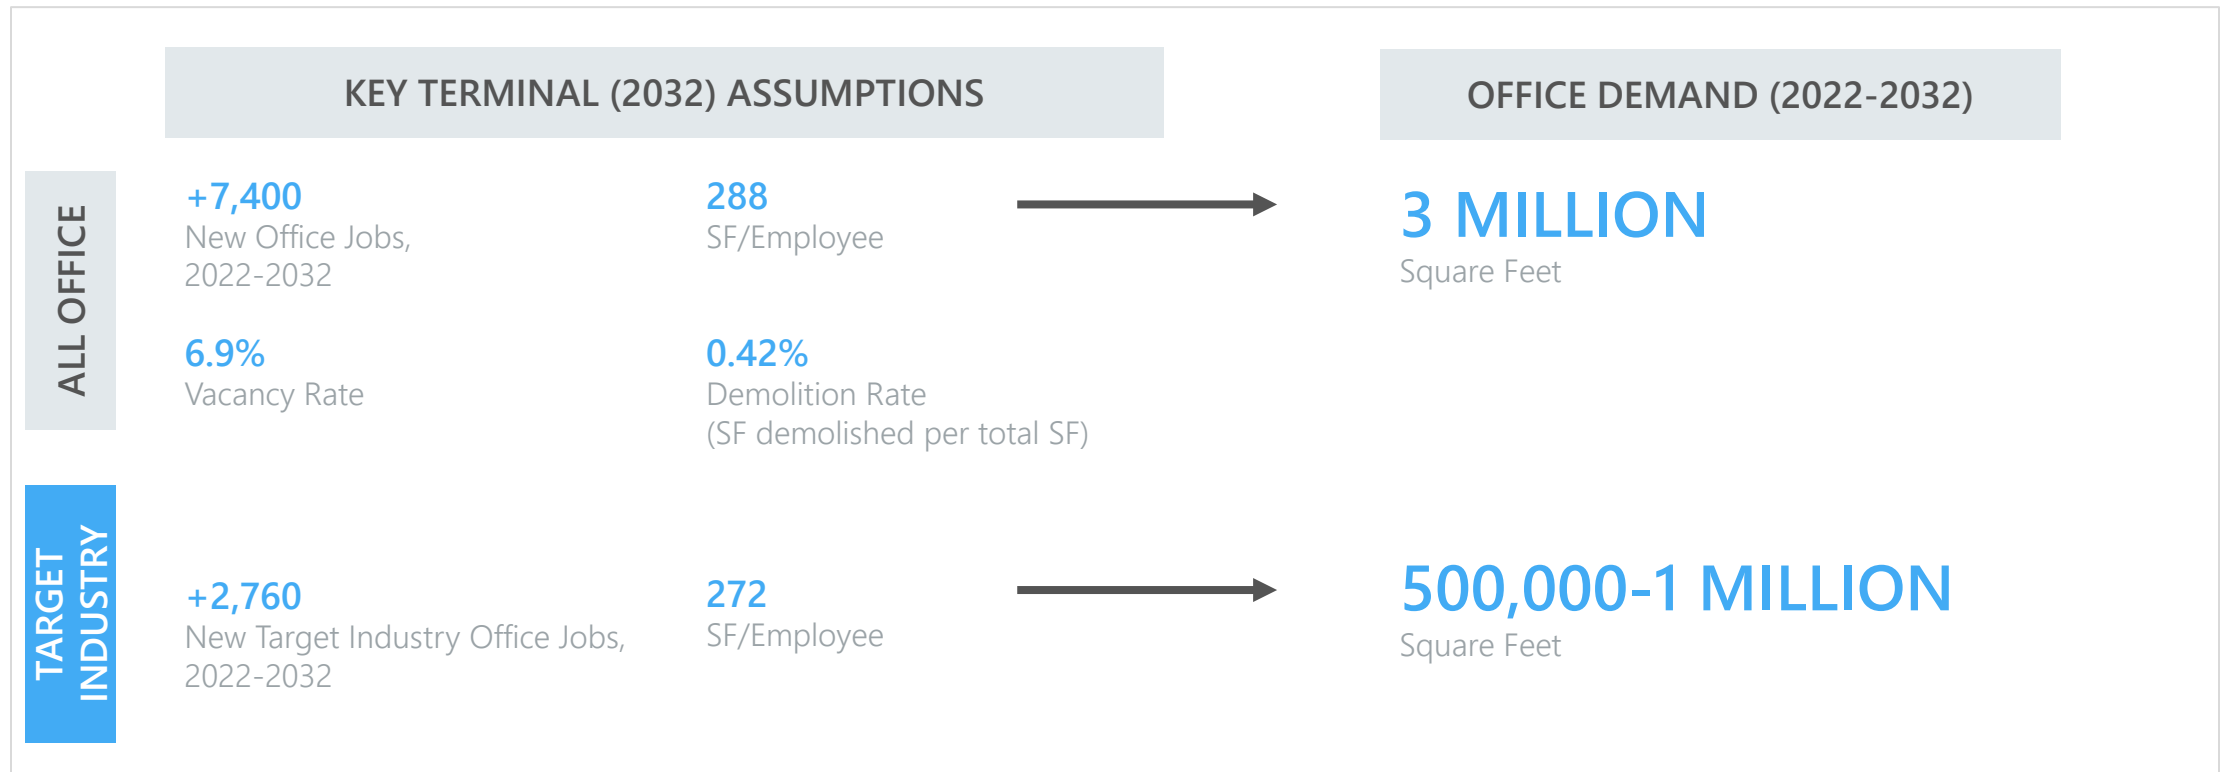 KEY TERMINAL (2032) ASSUMPTIONS
OFFICE DEMAND (2022-2032)
ALL OFFICE
+7,400
New Office Jobs,
2022-2032
288
SF/Employee
3 MILLION
Square Feet
6.9%
Vacancy Rate
0.42%
Demolition Rate
(SF demolished per total SF)
TARGET
INDUSTRY
+2,760
New Target Industry Office Jobs,
2022-2032
272
SF/Employee
500,000-1 MILLION
Square Feet